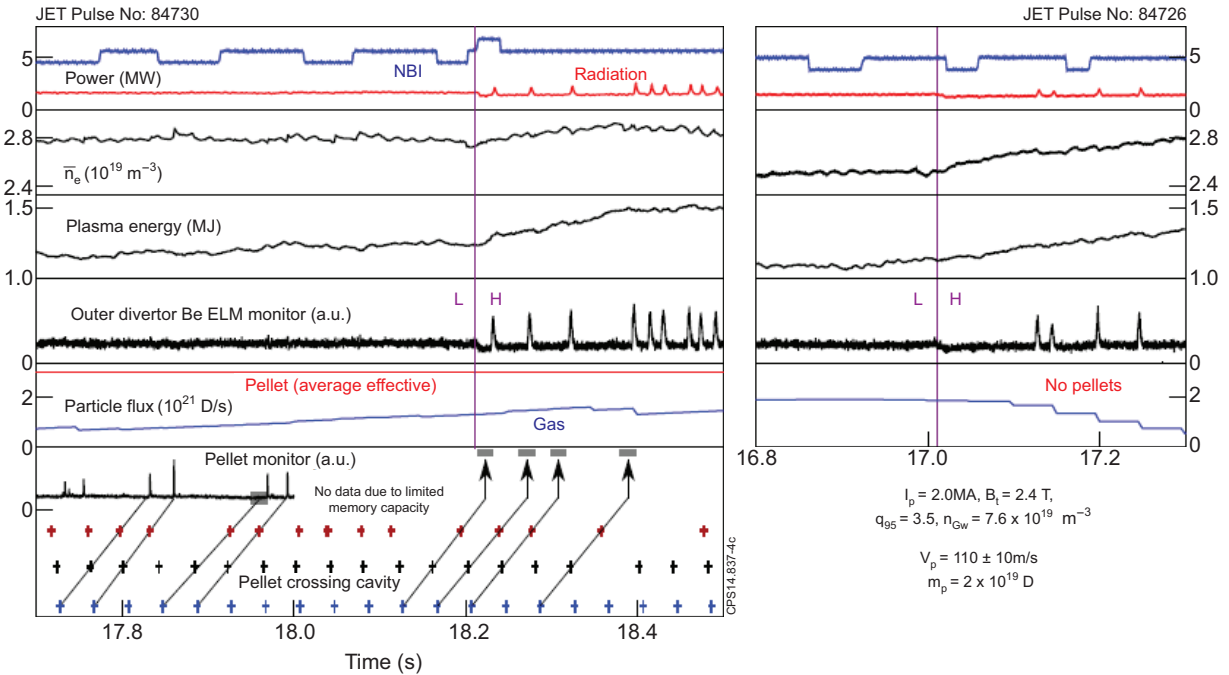 JET Pulse No: 84730
JET Pulse No: 84726
5
Power (MW)
NBI
Radiation
0
5
0
2.8
n̅e (10¹⁹ m⁻³)
2.4
2.8
2.4
1.5
Plasma energy (MJ)
1.0
1.5
1.0
L
H
L
H
Outer divertor Be ELM monitor (a.u.)
0
0
Pellet (average effective)
No pellets
2
Particle flux (10²¹ D/s)
Gas
0
2
0
16.8
17.0
17.2
Pellet monitor (a.u.)
No data due to limited
memory capacity
0
Pellet crossing cavity
CPS14.837-4c
17.8
18.0
18.2
18.4
Time (s)
Ip = 2.0MA, Bt = 2.4 T,
q95 = 3.5, nGw = 7.6 x 10¹⁹ m⁻³
Vp = 110 ± 10m/s
mp = 2 x 10¹⁹ D